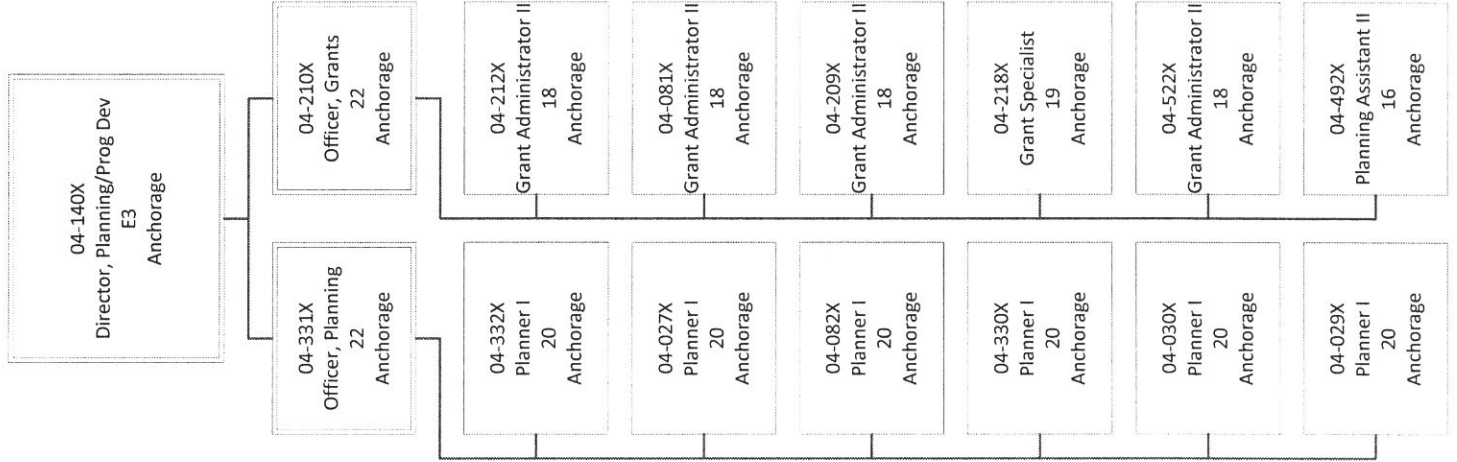 04-140X
Director, Planning/Prog Dev
E3
Anchorage
04-331X
Officer, Planning
22
Anchorage
04-332X
Planner I
20
Anchorage
04-027X
Planner I
20
Anchorage
04-082X
Planner I
20
Anchorage
04-330X
Planner I
20
Anchorage
04-030X
Planner I
20
Anchorage
04-029X
Planner I
20
Anchorage
04-210X
Officer, Grants
22
Anchorage
04-212X
Grant Administrator II
18
Anchorage
04-081X
Grant Administrator II
18
Anchorage
04-209X
Grant Administrator II
18
Anchorage
04-218X
Grant Specialist
19
Anchorage
04-522X
Grant Administrator II
18
Anchorage
04-492X
Planning Assistant II
16
Anchorage